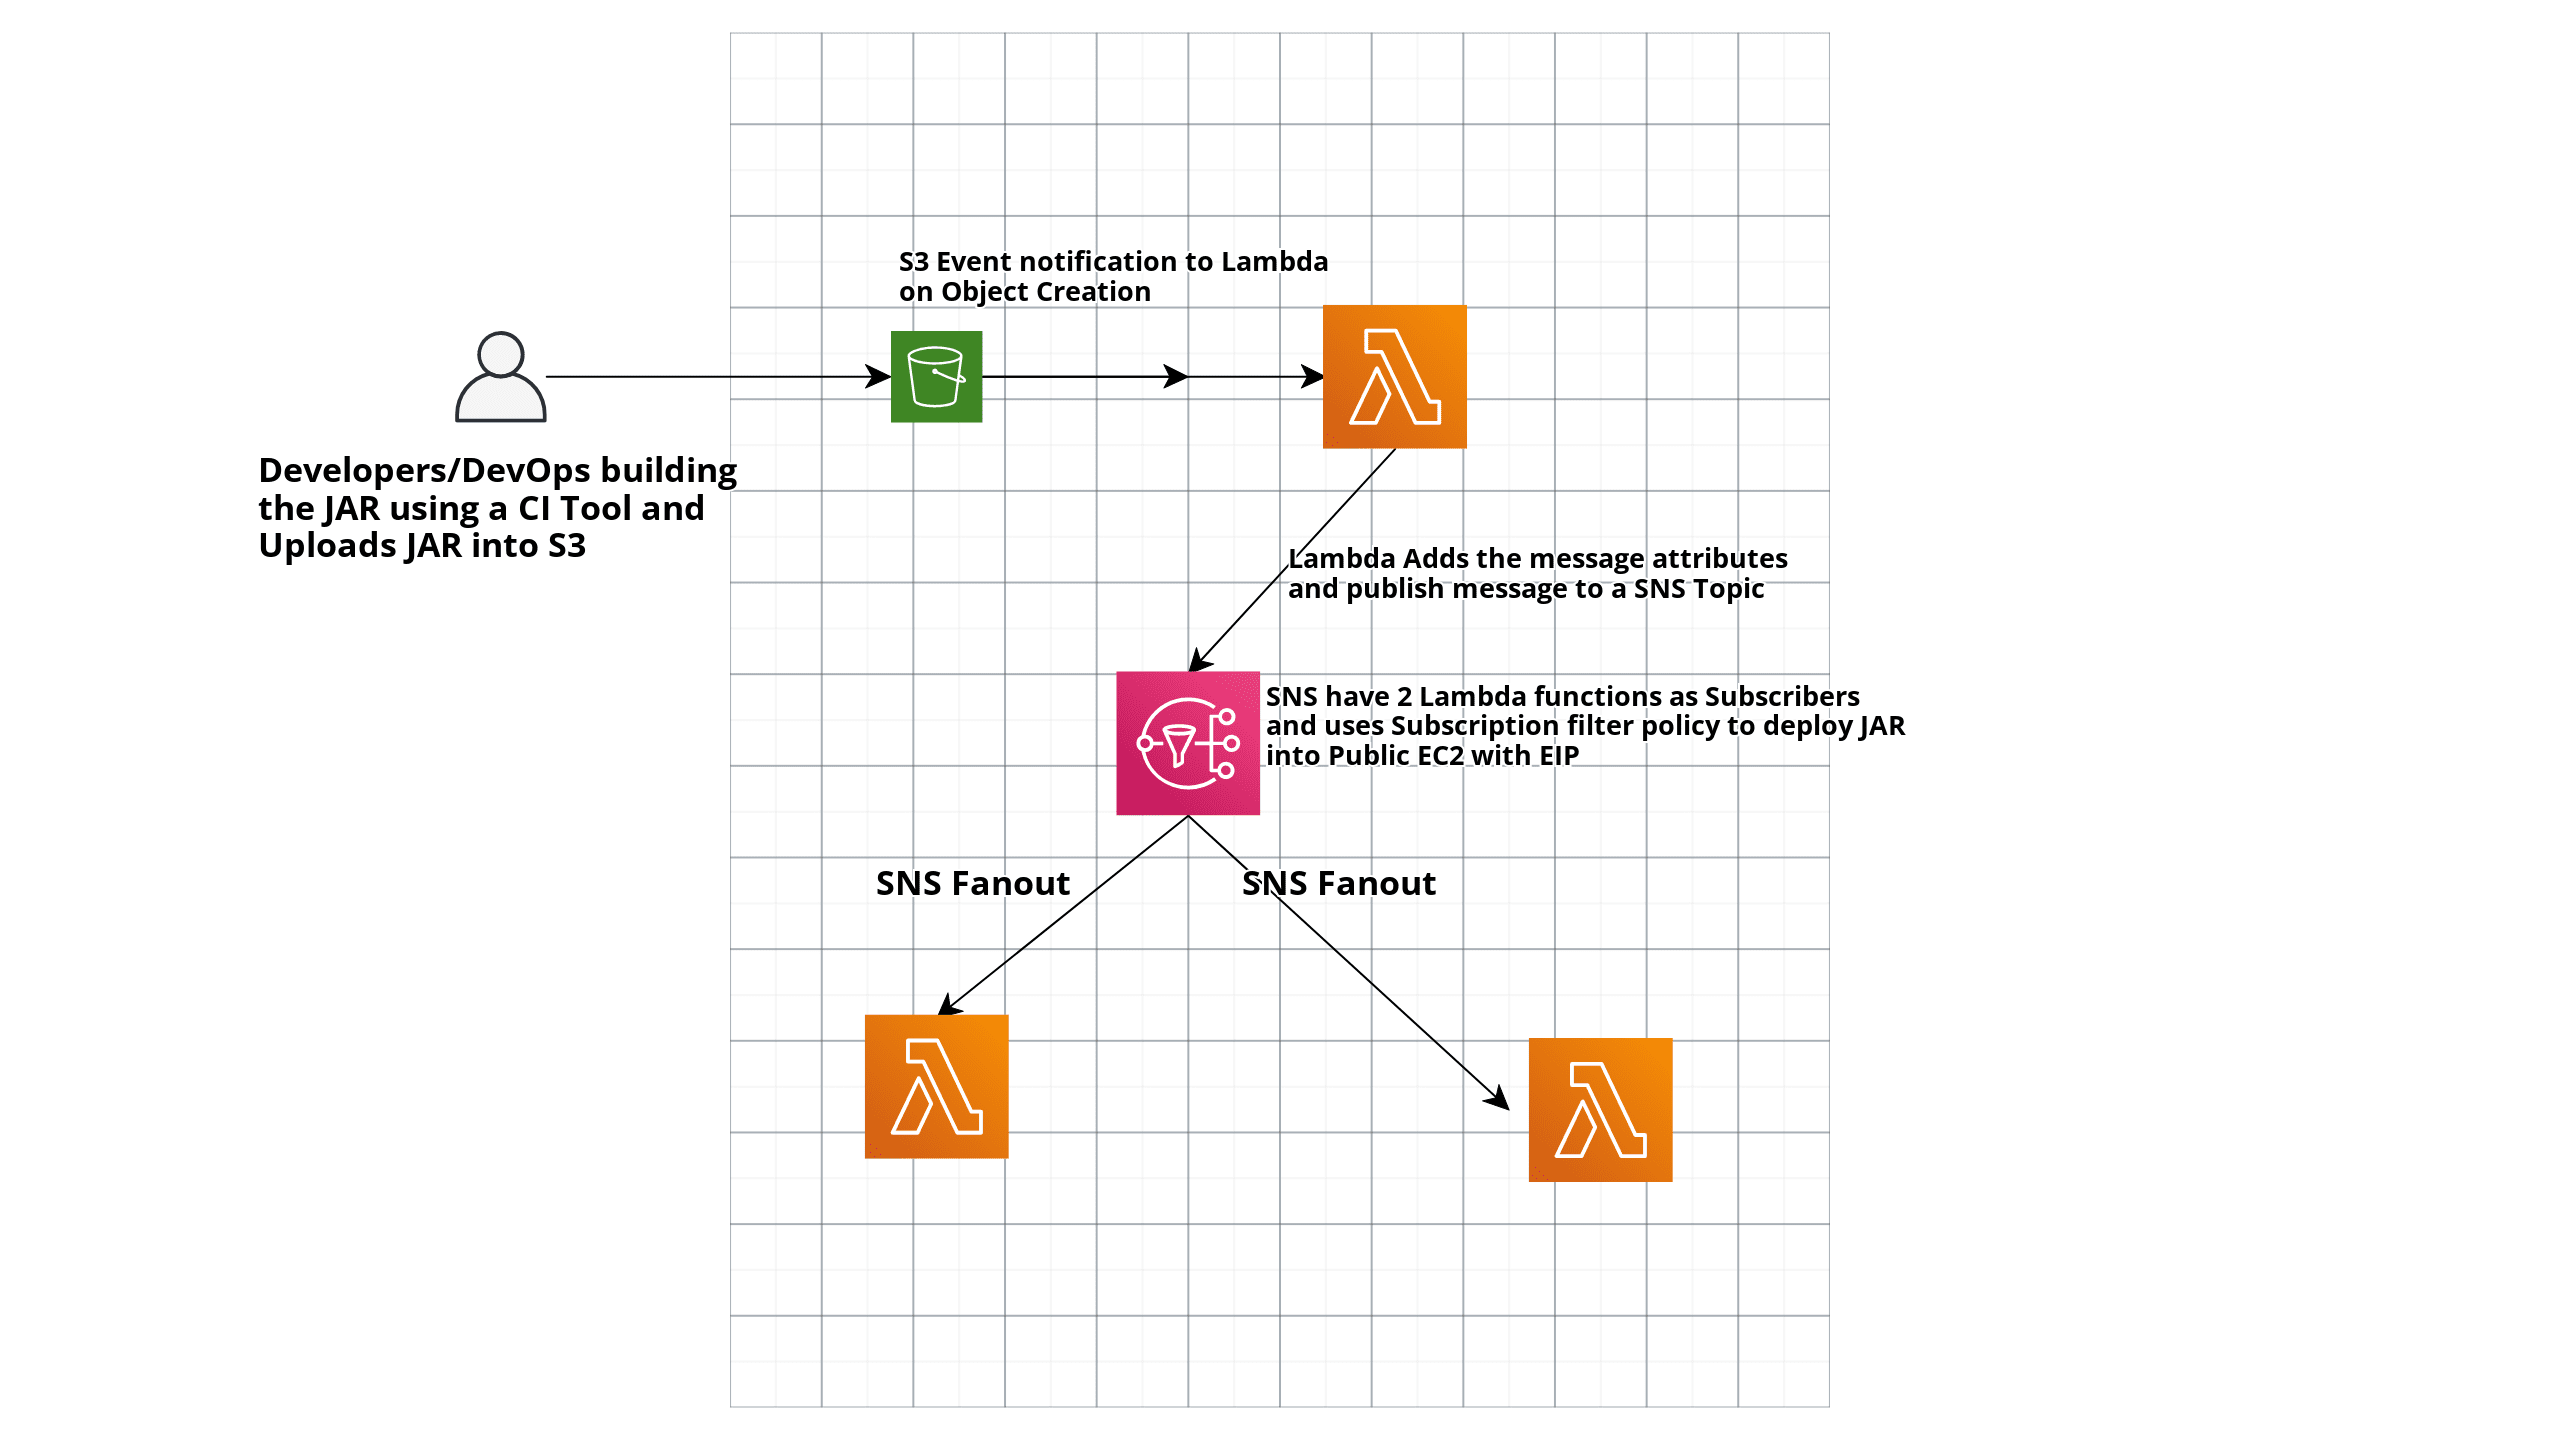 S3 Event notification to Lambda
on Object Creation
Developers/DevOps building
the JAR using a CI Tool and
Uploads JAR into S3
Lambda Adds the message attributes
and publish message to a SNS Topic
SNS have 2 Lambda functions as Subscribers
and uses Subscription filter policy to deploy JAR
into Public EC2 with EIP
SNS Fanout
SNS Fanout